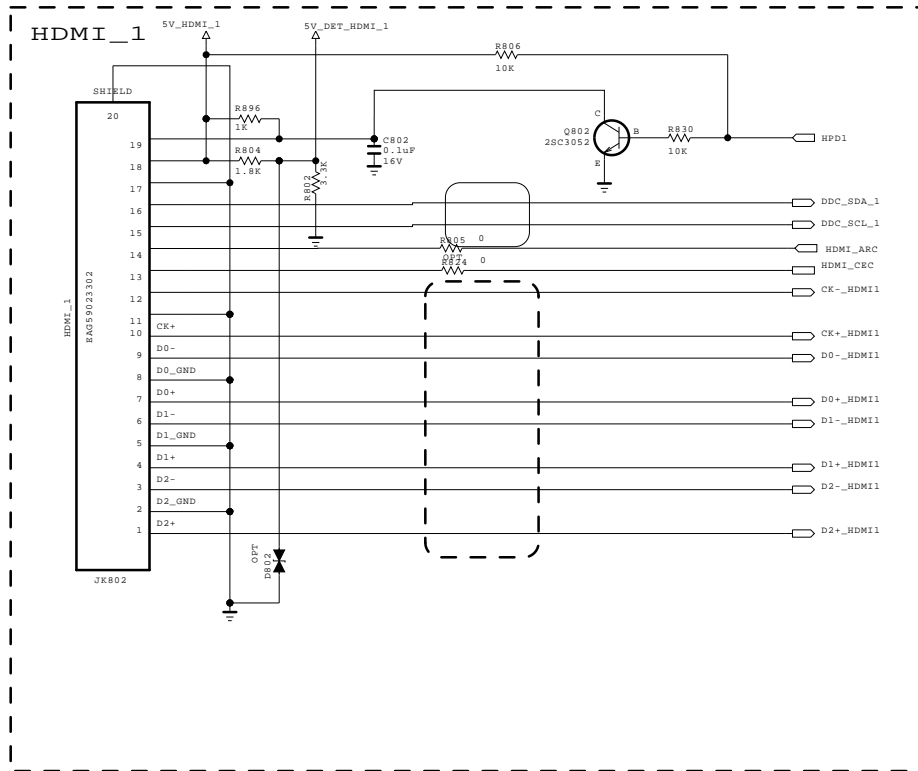 HDMI_1
5V_HDMI_1
5V_DET_HDMI_1
R806
10K
SHIELD
20
R896
1K
C802
0.1uF
16V
C
Q802
2SC3052
B
E
R830
10K
HPD1
19
R804
1.8K
R802
3.3K
18
17
16
DDC_SDA_1
15
DDC_SCL_1
R805
0
14
HDMI_ARC
OPT
R824
0
13
HDMI_CEC
12
CK-_HDMI1
HDMI_1
EAG59023302
11
CK+
10
CK+_HDMI1
D0-
9
D0-_HDMI1
D0_GND
8
D0+
7
D0+_HDMI1
D1-
6
D1-_HDMI1
D1_GND
5
D1+
4
D1+_HDMI1
D2-
3
D2-_HDMI1
D2_GND
2
D2+
1
D2+_HDMI1
OPT
D802
JK802